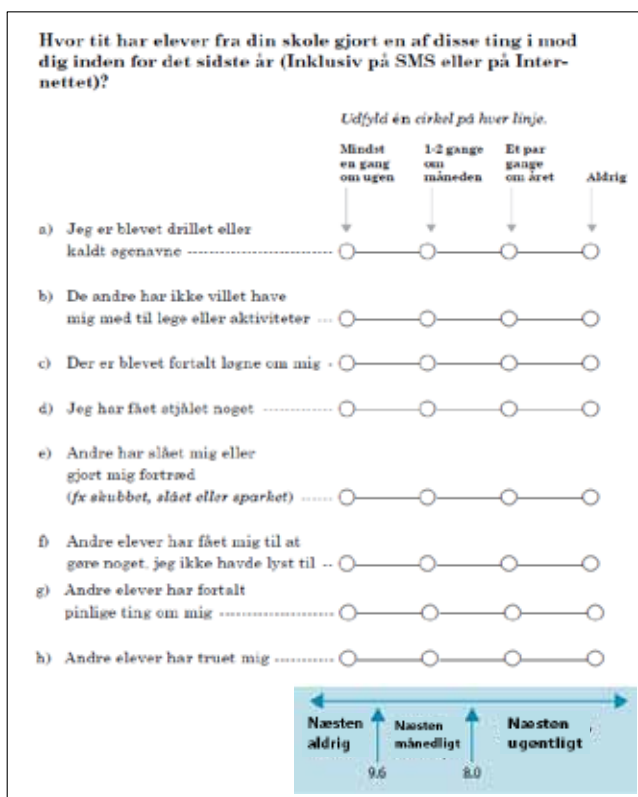 Hvor tit har elever fra din skole gjort en af disse ting i mod
dig inden for det sidste år (Inklusiv på SMS eller på Inter-
nettet)?
Udfyld én cirkel på hver linje.
Mindst
en gang
om ugen
1-2 gange
om
måneden
Et par
gange
om året
Aldrig
a) Jeg er blevet drillet eller
kaldt øgenavne
b) De andre har ikke villet have
mig med til lege eller aktiviteter
c) Der er blevet fortalt løgne om mig
d) Jeg har fået stjålet noget
e) Andre har slået mig eller
gjort mig fortræd
(fx skubbet, slået eller sparket)
f) Andre elever har fået mig til at
gøre noget, jeg ikke havde lyst til
g) Andre elever har fortalt
pinlige ting om mig
h) Andre elever har truet mig
Næsten
aldrig
Næsten
månedligt
Næsten
ugentligt
9.6
8.0